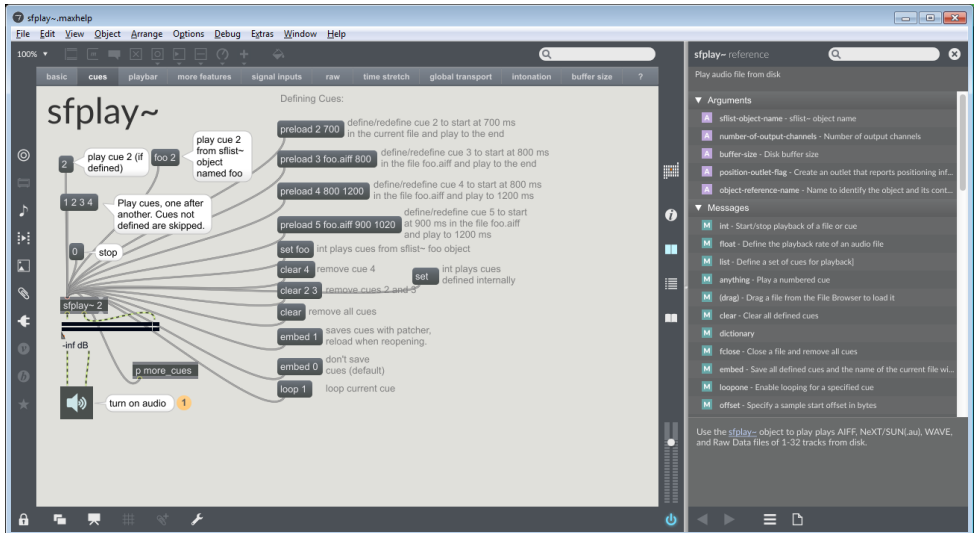 sfplay~.maxhelp
File Edit View Object Arrange Options Debug Extras Window Help
100%
basic cues playbar more features signal inputs raw time stretch global transport intonation buffer size ?
sfplay~
Defining Cues:
2
play cue 2 (if
defined)
foo 2
play cue 2
from sflist~
object
named foo
1 2 3 4
Play cues, one after
another. Cues not
defined are skipped.
0
stop
sfplay~ 2
-inf dB
p more_cues
turn on audio
1
preload 2 700
define/redefine cue 2 to start at 700 ms
in the current file and play to the end
preload 3 foo.aiff 800
define/redefine cue 3 to start at 800 ms
in the file foo.aiff and play to the end
preload 4 800 1200
define/redefine cue 4 to start at 800 ms
in the file foo.aiff and play to 1200 ms
preload 5 foo.aiff 900 1020
define/redefine cue 5 to start
at 900 ms in the file foo.aiff
and play to 1200 ms
set foo
int plays cues from sflist~ foo object
clear 4
remove cue 4
set
int plays cues
defined internally
clear 2 3
remove cues 2 and 3
clear
remove all cues
embed 1
saves cues with patcher,
reload when reopening.
embed 0
don't save
cues (default)
loop 1
loop current cue
sfplay~ reference
Play audio file from disk
Arguments
A sflist-object-name - sflist~ object name
A number-of-output-channels - Number of output channels
A buffer-size - Disk buffer size
A position-outlet-flag - Create an outlet that reports positioning inf...
A object-reference-name - Name to identify the object and its cont...
Messages
M int - Start/stop playback of a file or cue
M float - Define the playback rate of an audio file
M list - Define a set of cues for playback]
M anything - Play a numbered cue
M (drag) - Drag a file from the File Browser to load it
M clear - Clear all defined cues
M dictionary
M fclose - Close a file and remove all cues
M embed - Save all defined cues and the name of the current file wi...
M loopone - Enable looping for a specified cue
M offset - Specify a sample start offset in bytes
Use the sfplay~ object to play plays AIFF, NeXT/SUN(.au), WAVE,
and Raw Data files of 1-32 tracks from disk.